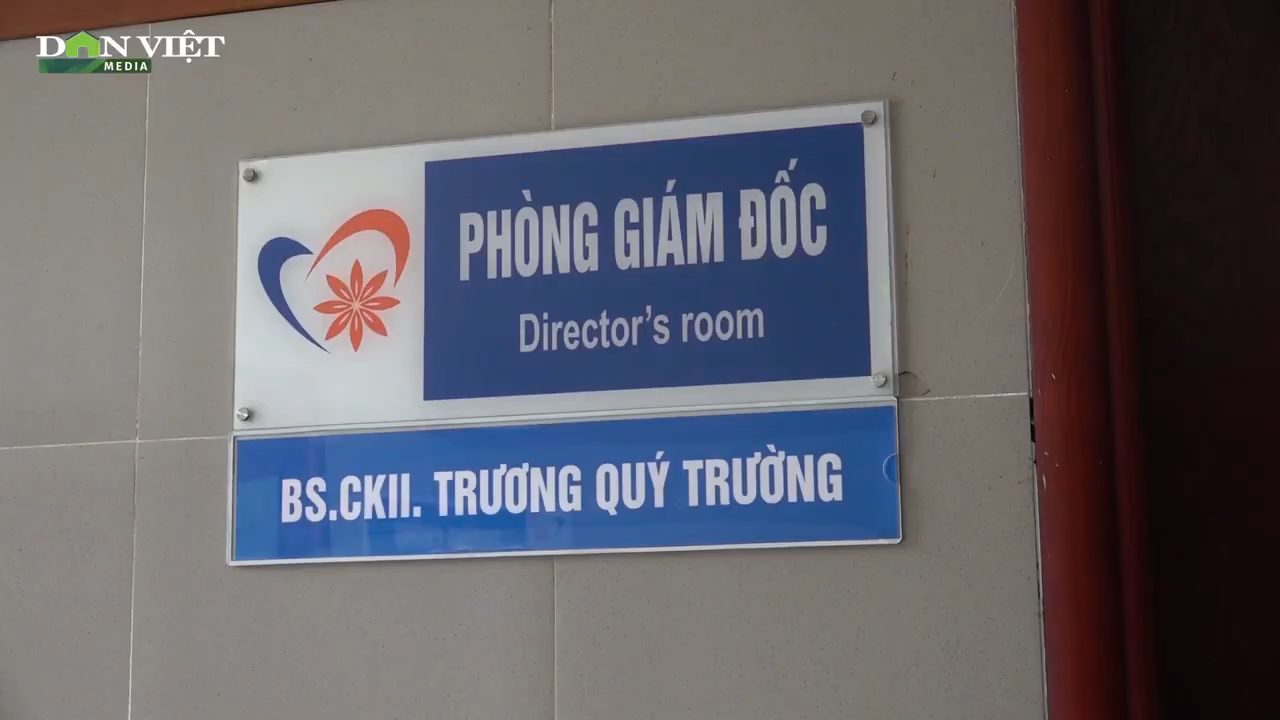 DÂN VIỆT
MEDIA
PHÒNG GIÁM ĐỐC
Director's room
BS.CKII. TRƯƠNG QUÝ TRƯỜNG